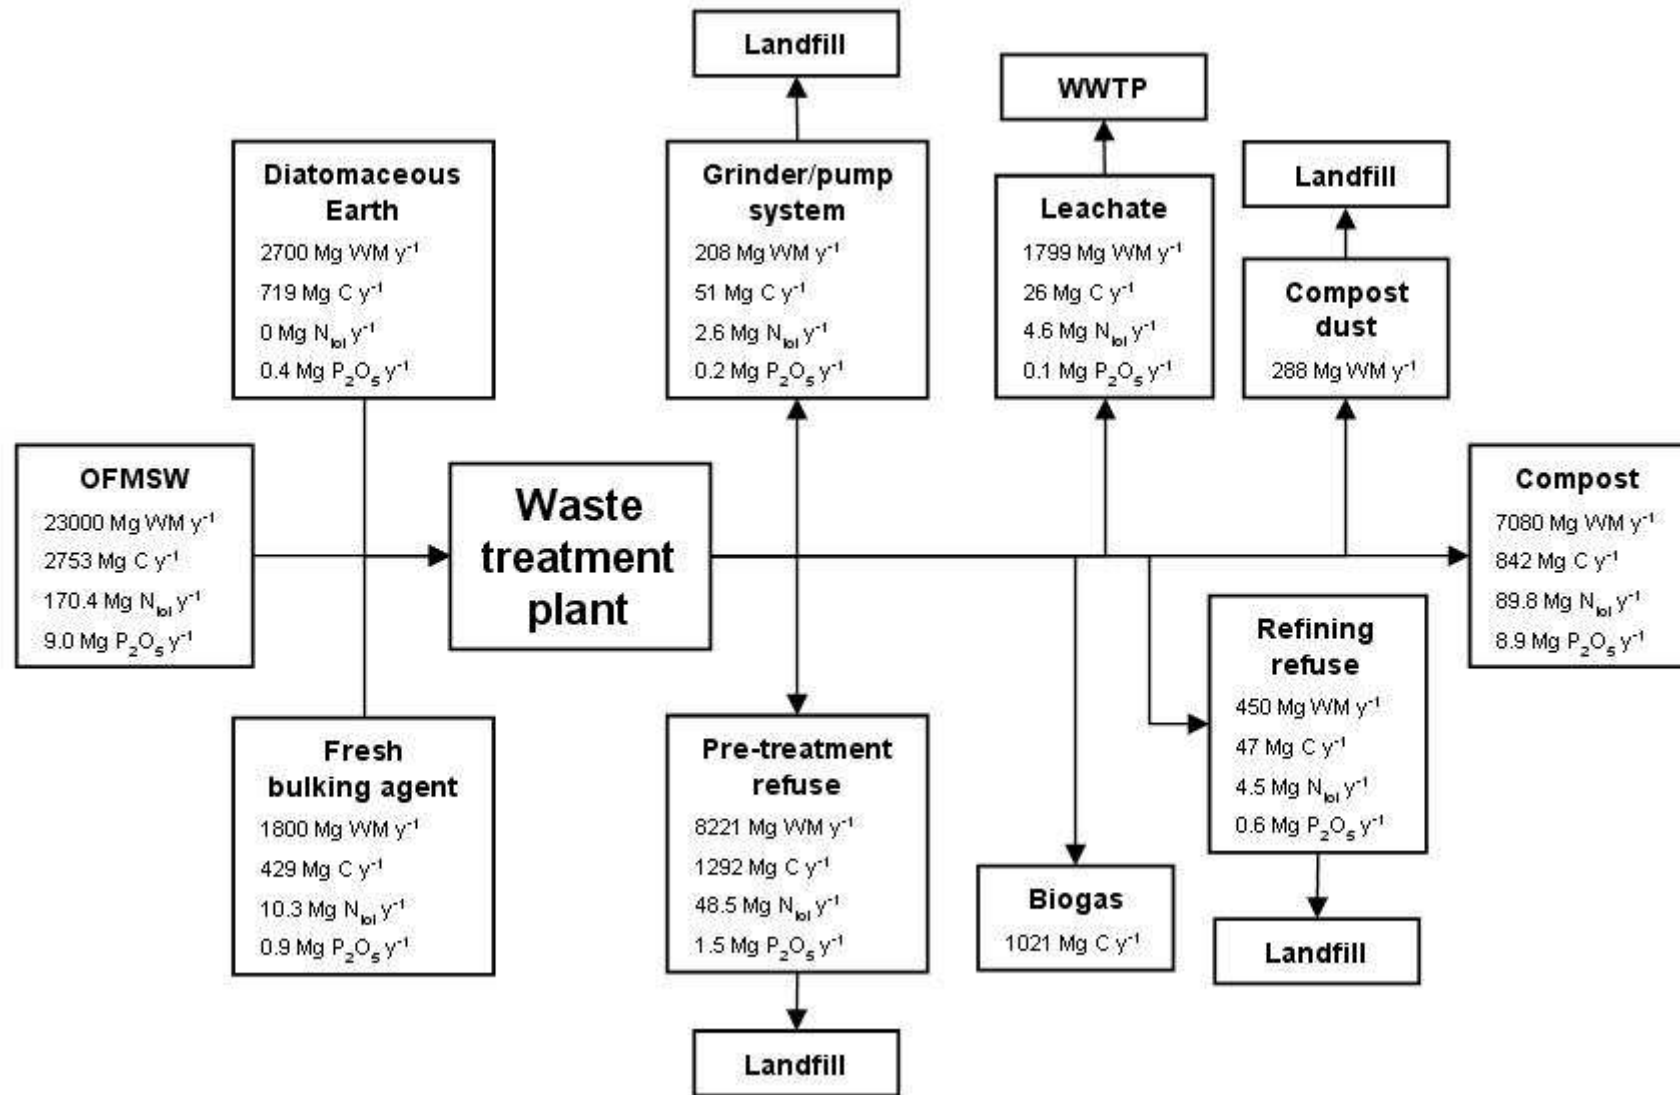 Landfill
WWTP
Diatomaceous
Earth
2700 Mg WM y⁻¹
719 Mg C y⁻¹
0 Mg Nₜₒₜ y⁻¹
0.4 Mg P₂O₅ y⁻¹
Grinder/pump
system
208 Mg WM y⁻¹
51 Mg C y⁻¹
2.6 Mg Nₜₒₜ y⁻¹
0.2 Mg P₂O₅ y⁻¹
Leachate
1799 Mg WM y⁻¹
26 Mg C y⁻¹
4.6 Mg Nₜₒₜ y⁻¹
0.1 Mg P₂O₅ y⁻¹
Landfill
Compost
dust
288 Mg WM y⁻¹
OFMSW
23000 Mg WM y⁻¹
2753 Mg C y⁻¹
170.4 Mg Nₜₒₜ y⁻¹
9.0 Mg P₂O₅ y⁻¹
Waste
treatment
plant
Compost
7080 Mg WM y⁻¹
842 Mg C y⁻¹
89.8 Mg Nₜₒₜ y⁻¹
8.9 Mg P₂O₅ y⁻¹
Fresh
bulking agent
1800 Mg WM y⁻¹
429 Mg C y⁻¹
10.3 Mg Nₜₒₜ y⁻¹
0.9 Mg P₂O₅ y⁻¹
Pre-treatment
refuse
8221 Mg WM y⁻¹
1292 Mg C y⁻¹
48.5 Mg Nₜₒₜ y⁻¹
1.5 Mg P₂O₅ y⁻¹
Landfill
Biogas
1021 Mg C y⁻¹
Refining
refuse
450 Mg WM y⁻¹
47 Mg C y⁻¹
4.5 Mg Nₜₒₜ y⁻¹
0.6 Mg P₂O₅ y⁻¹
Landfill